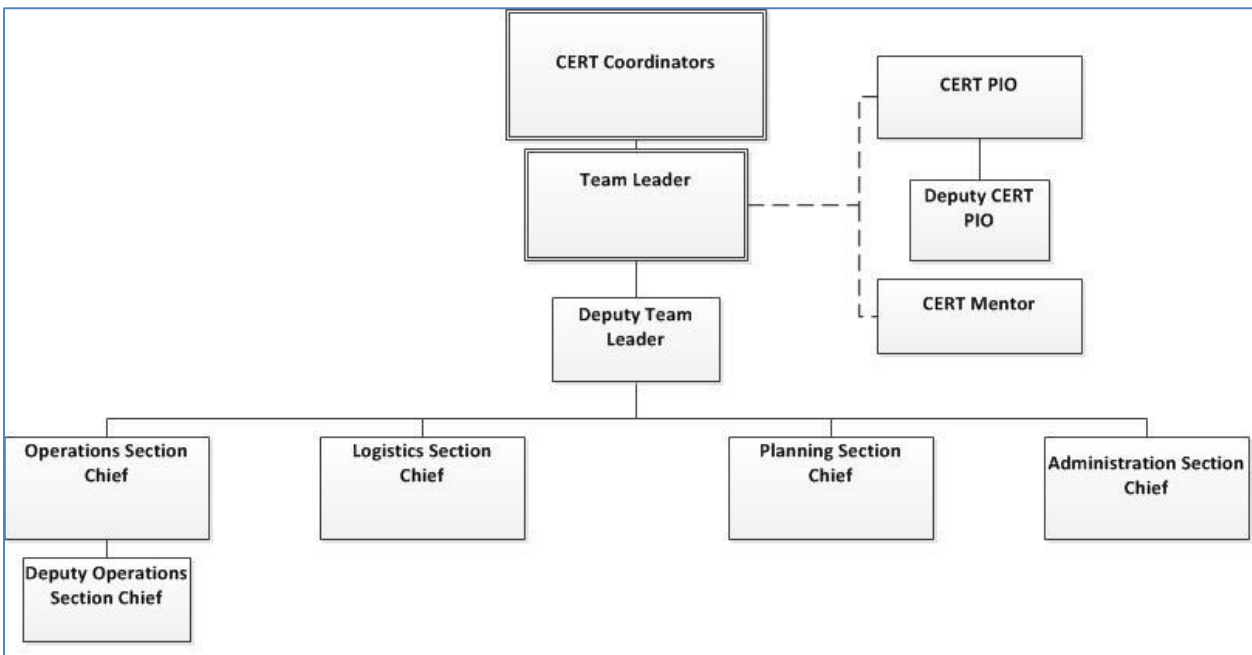 CERT Coordinators
CERT PIO
Team Leader
Deputy CERT
PIO
CERT Mentor
Deputy Team
Leader
Operations Section
Chief
Logistics Section
Chief
Planning Section
Chief
Administration Section
Chief
Deputy Operations
Section Chief